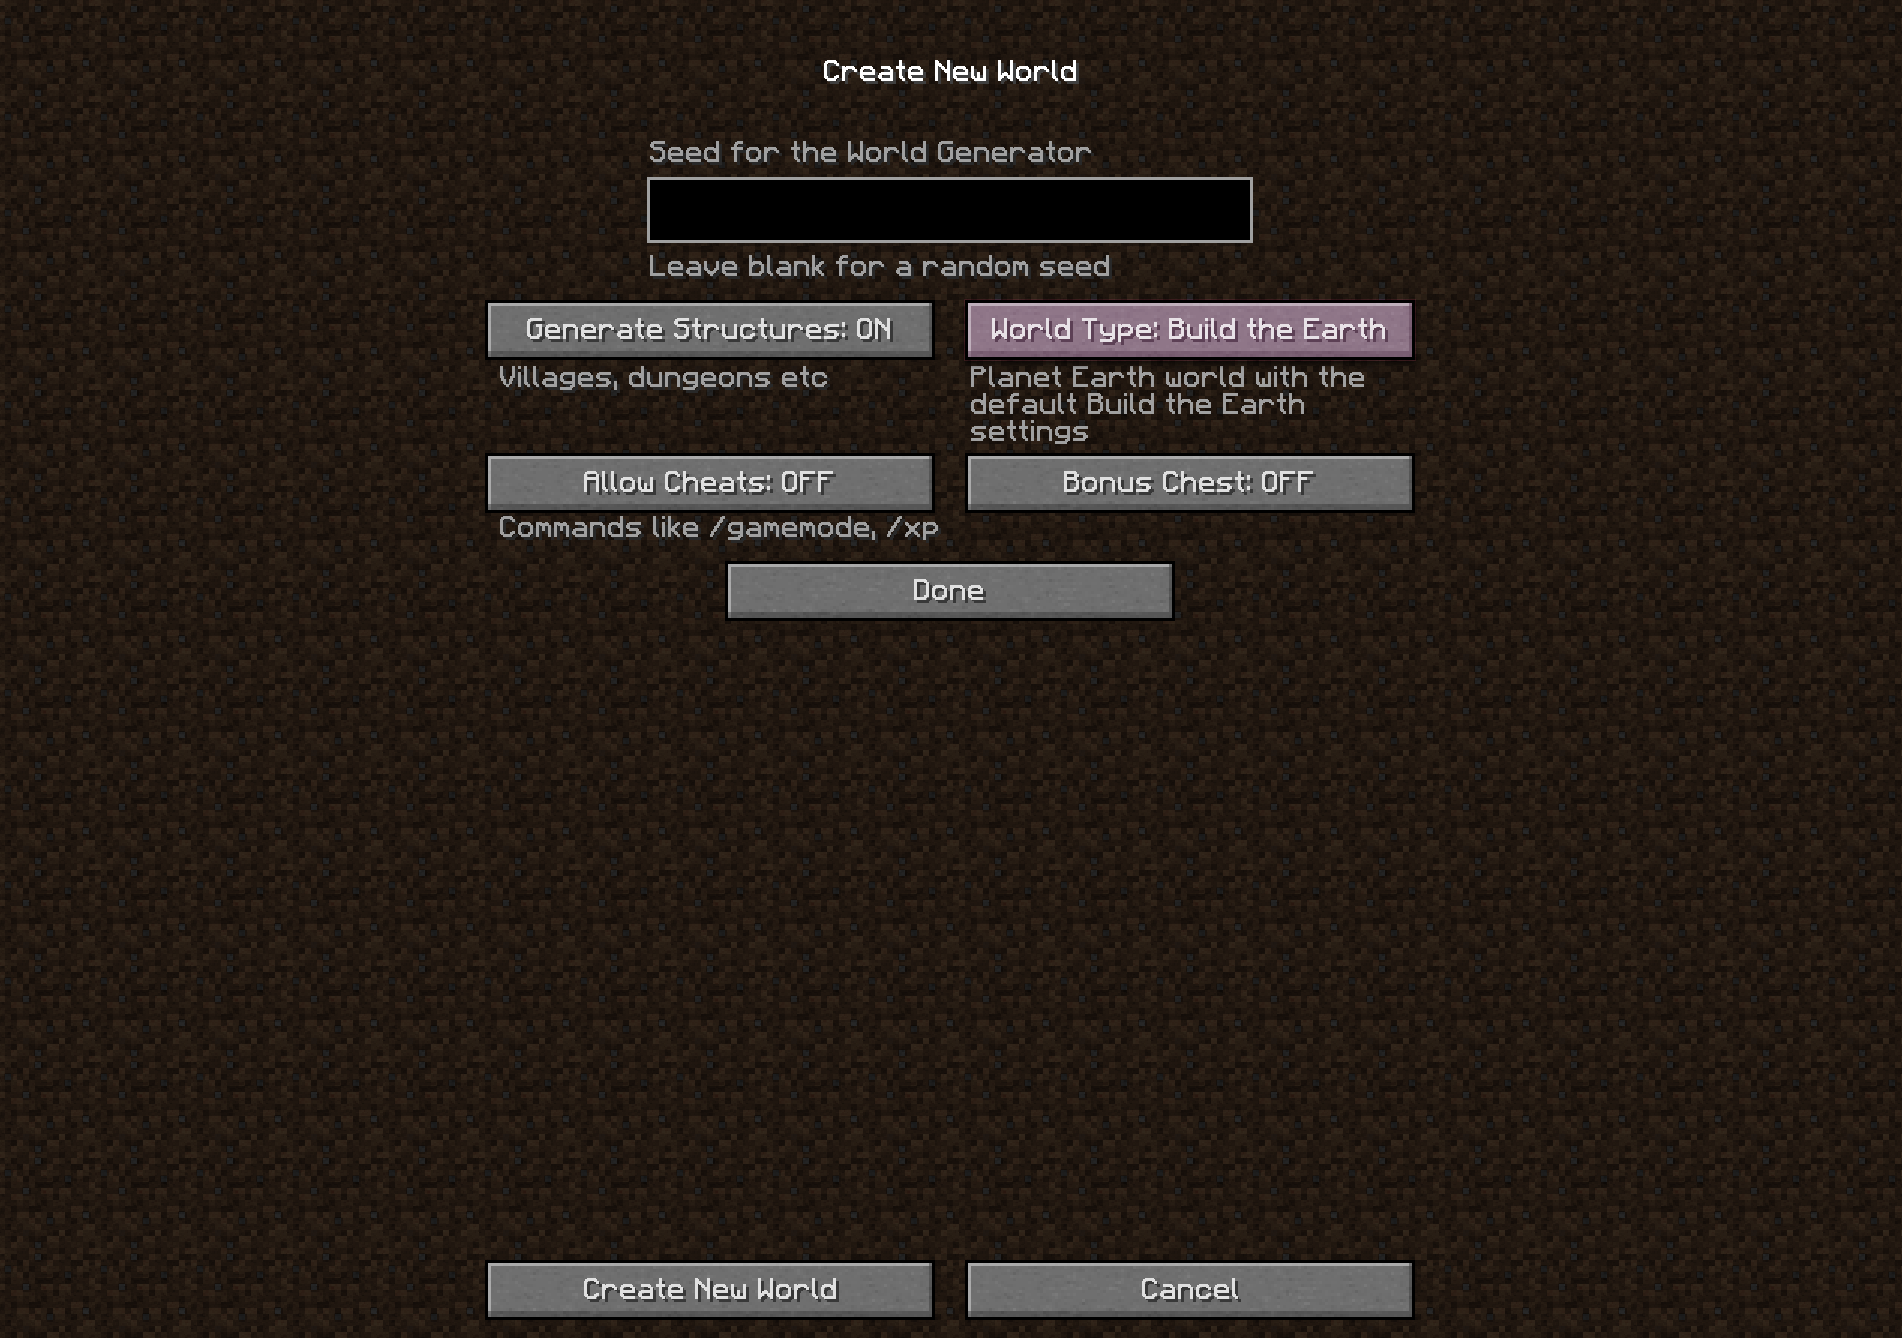 Create New World
Seed for the World Generator
Leave blank for a random seed
Generate Structures: ON
World Type: Build the Earth
Villages, dungeons etc
Planet Earth world with the
default Build the Earth
settings
Allow Cheats: OFF
Bonus Chest: OFF
Commands like /gamemode, /xp
Done
Create New World
Cancel